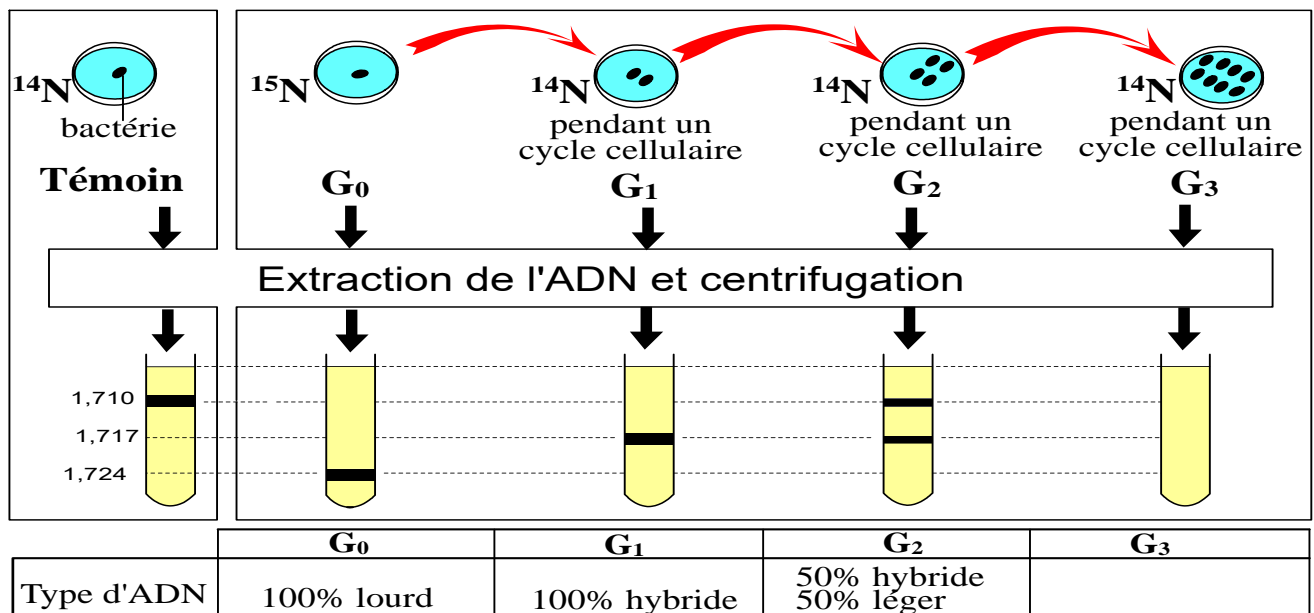 ¹⁴N
bactérie
Témoin
¹⁵N
G₀
¹⁴N
pendant un
cycle cellulaire
G₁
¹⁴N
pendant un
cycle cellulaire
G₂
¹⁴N
pendant un
cycle cellulaire
G₃
Extraction de l'ADN et centrifugation
1,710
1,717
1,724
G₀ G₁ G₂ G₃
Type d'ADN 100% lourd 100% hybride 50% hybride
50% léger